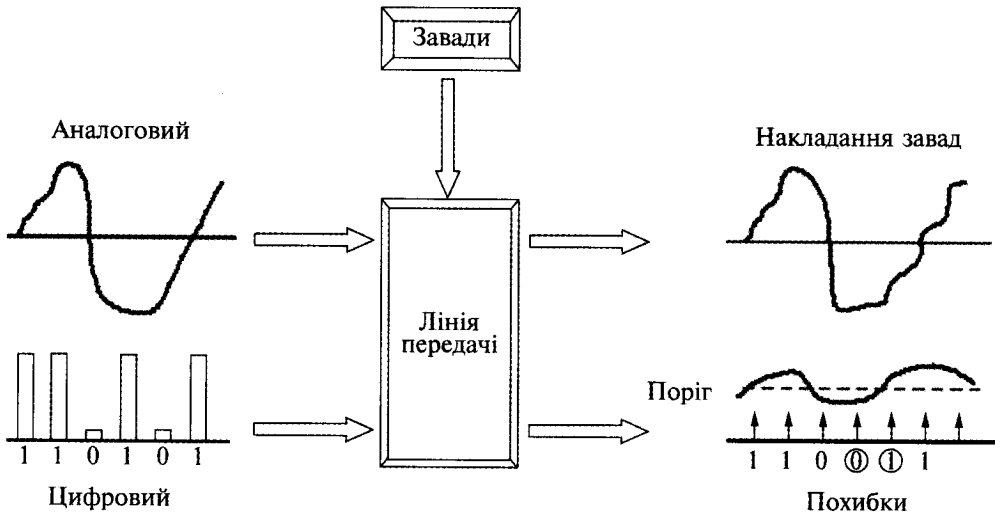 Завади
Аналоговий
Накладання завад
Лінія
передачі
Поріг
1 1 0 1 0 1
1 1 0 0 1 1
Цифровий
Похибки